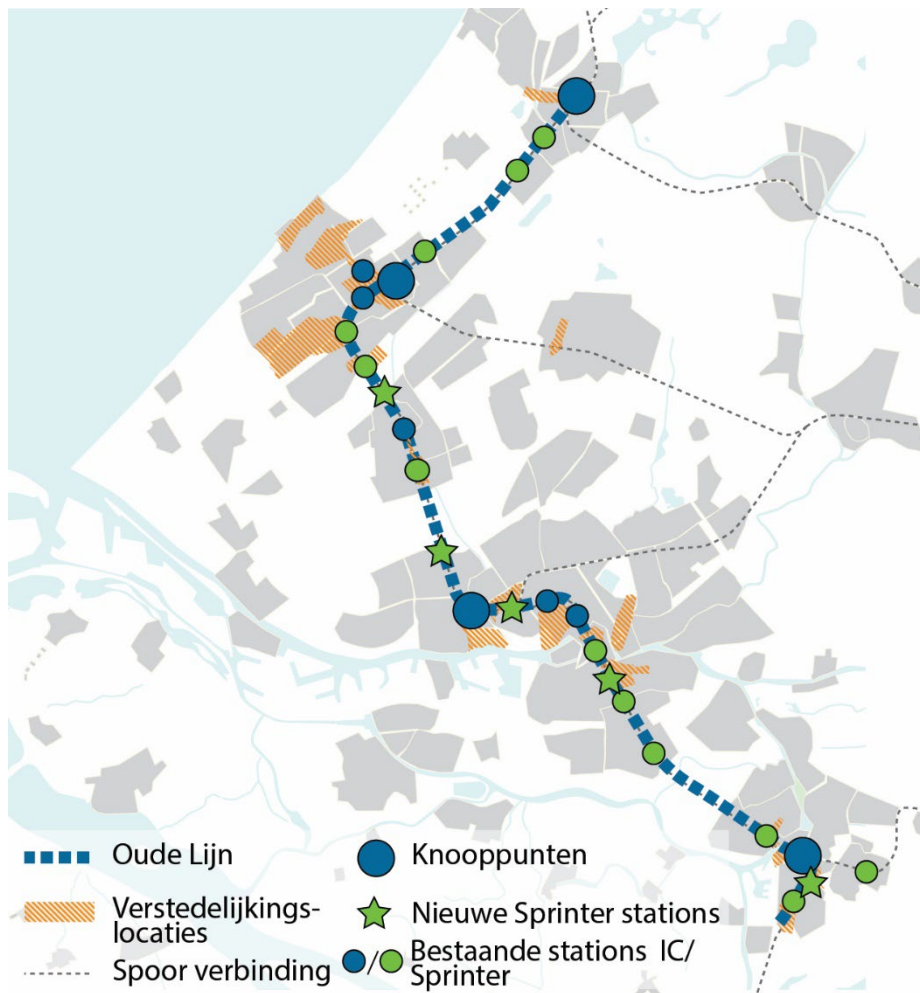 Oude Lijn
Verstedelijkings-
locaties
Spoor verbinding
Knooppunten
Nieuwe Sprinter stations
/
Bestaande stations IC/
Sprinter